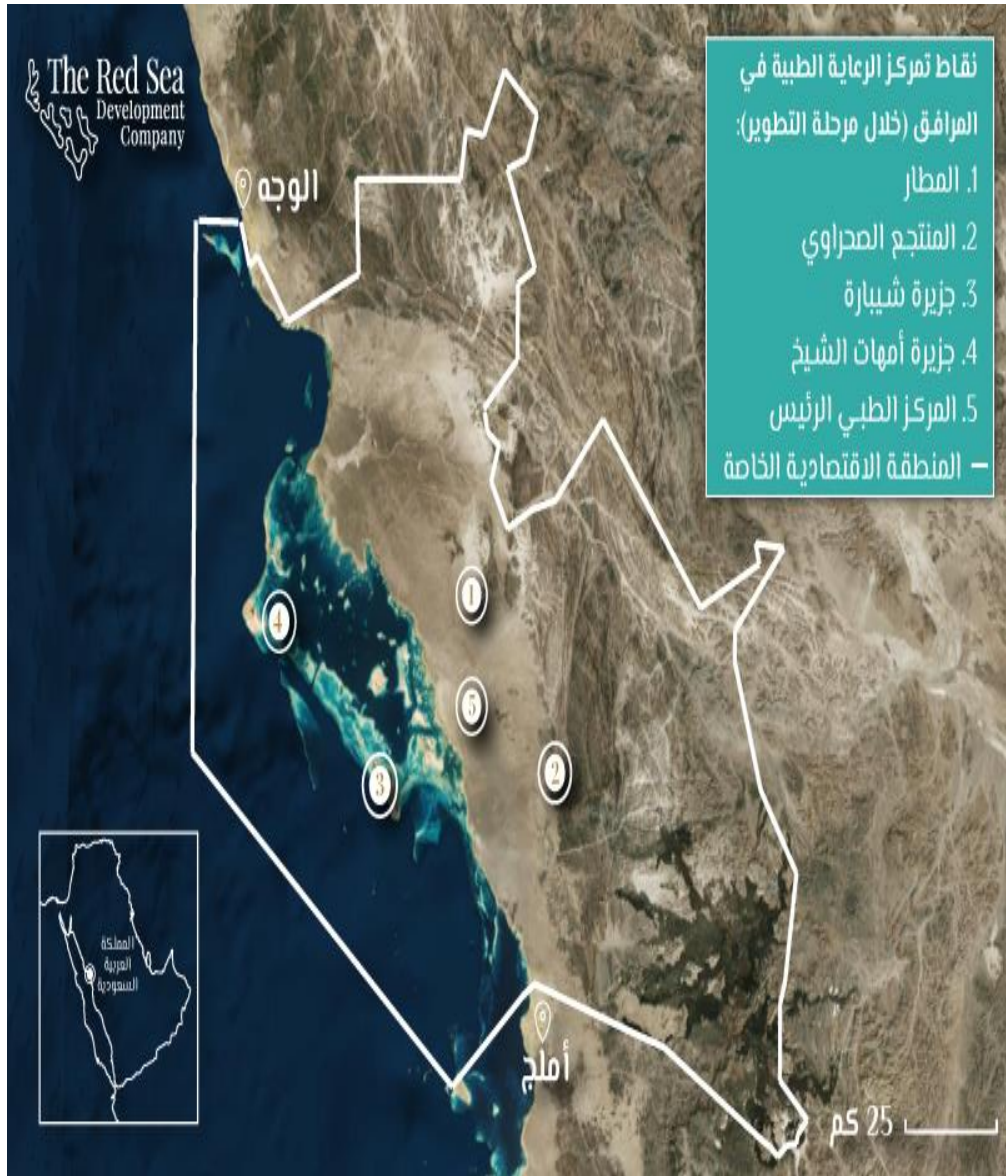 The Red Sea
Development
Company
نقاط تمركز الرعاية الطبية في
المرافق (خلال مرحلة التطوير):
1. المطار
2. المنتجع الصحراوي
3. جزيرة شيبارة
4. جزيرة أمهات الشيخ
5. المركز الطبي الرئيس
— المنطقة الاقتصادية الخاصة
الوجه
1
4
5
2
3
المملكة
العربية
السعودية
أملج
25 كم